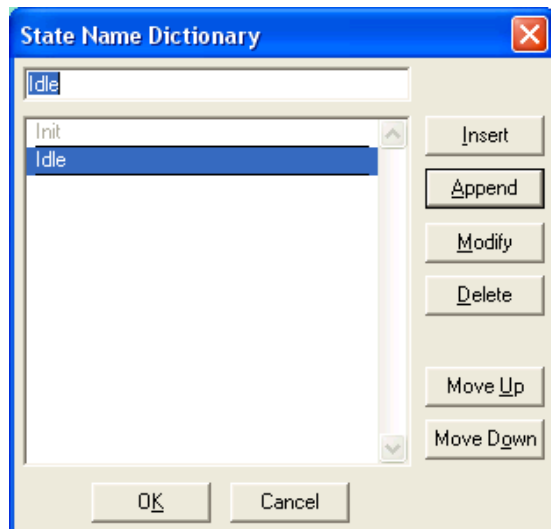 State Name Dictionary
Idle
Init
Idle
Insert
Append
Modify
Delete
Move Up
Move Down
OK
Cancel